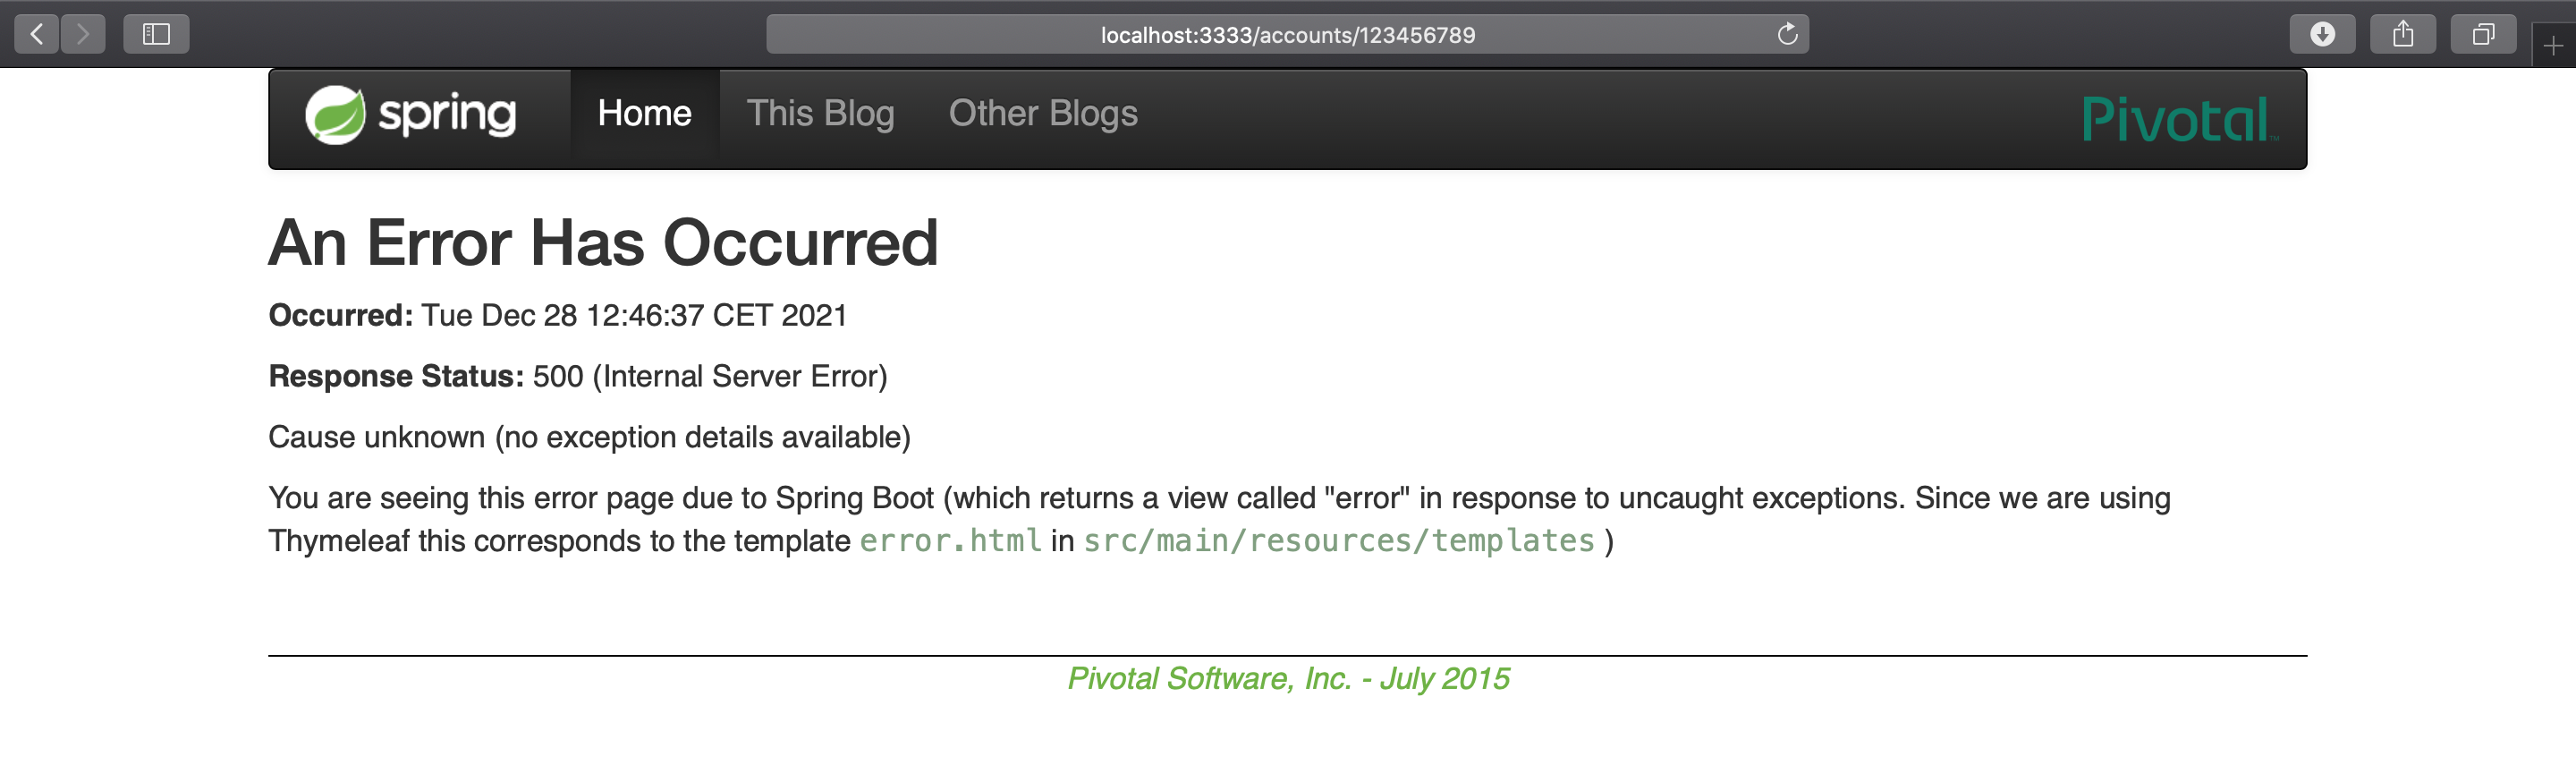 localhost:3333/accounts/123456789
spring Home This Blog Other Blogs Pivotal™
An Error Has Occurred
Occurred: Tue Dec 28 12:46:37 CET 2021
Response Status: 500 (Internal Server Error)
Cause unknown (no exception details available)
You are seeing this error page due to Spring Boot (which returns a view called "error" in response to uncaught exceptions. Since we are using
Thymeleaf this corresponds to the template error.html in src/main/resources/templates )
Pivotal Software, Inc. - July 2015